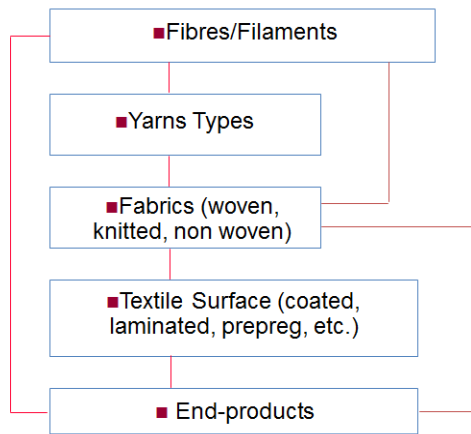 ■Fibres/Filaments
■Yarns Types
■Fabrics (woven,
knitted, non woven)
■Textile Surface (coated,
laminated, prepreg, etc.)
■ End-products